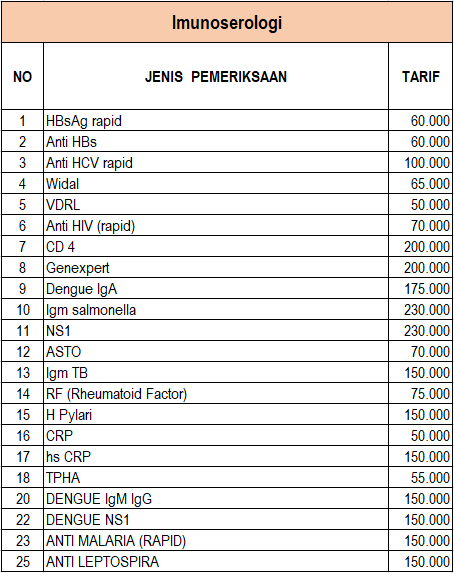 Imunoserologi
NO JENIS PEMERIKSAAN TARIF
1 HBsAg rapid 60.000
2 Anti HBs 60.000
3 Anti HCV rapid 100.000
4 Widal 65.000
5 VDRL 50.000
6 Anti HIV (rapid) 70.000
7 CD 4 200.000
8 Genexpert 200.000
9 Dengue IgA 175.000
10 Igm salmonella 230.000
11 NS1 230.000
12 ASTO 70.000
13 Igm TB 150.000
14 RF (Rheumatoid Factor) 75.000
15 H Pylari 150.000
16 CRP 50.000
17 hs CRP 150.000
18 TPHA 55.000
20 DENGUE IgM IgG 150.000
22 DENGUE NS1 150.000
23 ANTI MALARIA (RAPID) 150.000
25 ANTI LEPTOSPIRA 150.000